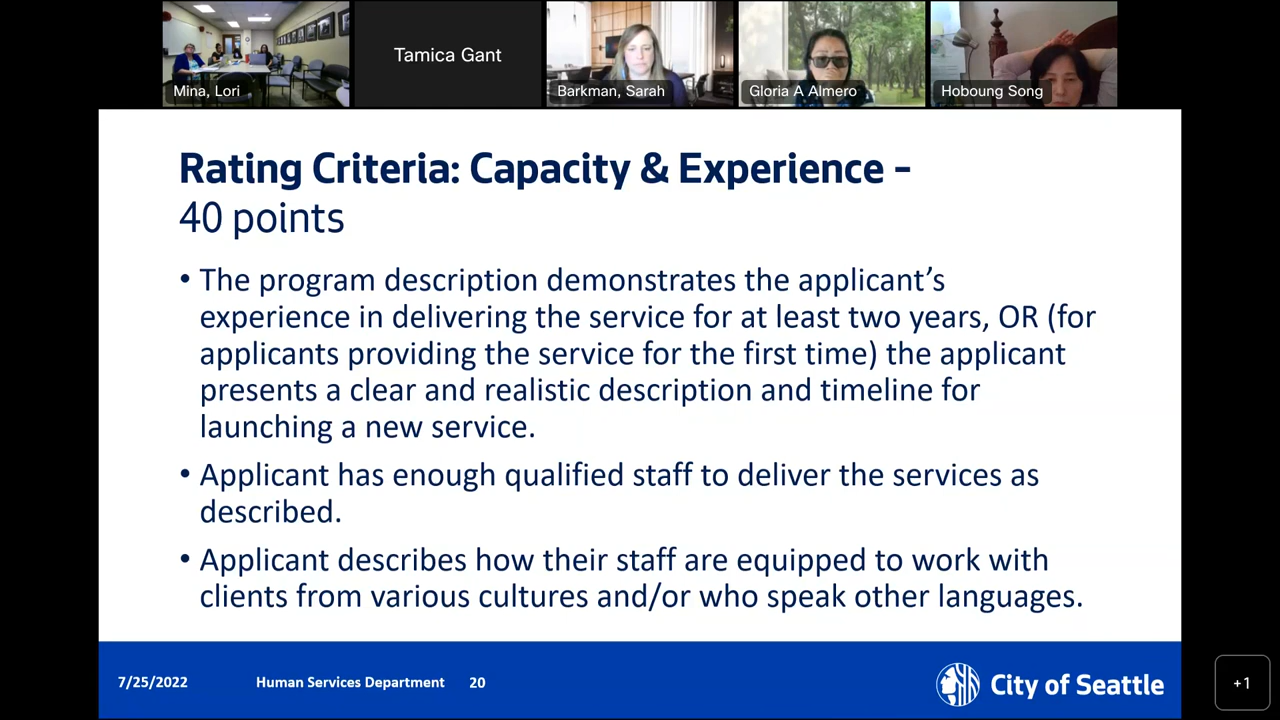 Mina, Lori
Tamica Gant
Barkman, Sarah
Gloria A Almero
Hoboung Song
Rating Criteria: Capacity & Experience –
40 points
• The program description demonstrates the applicant’s
experience in delivering the service for at least two years, OR (for
applicants providing the service for the first time) the applicant
presents a clear and realistic description and timeline for
launching a new service.
• Applicant has enough qualified staff to deliver the services as
described.
• Applicant describes how their staff are equipped to work with
clients from various cultures and/or who speak other languages.
7/25/2022 Human Services Department 20
City of Seattle
+1